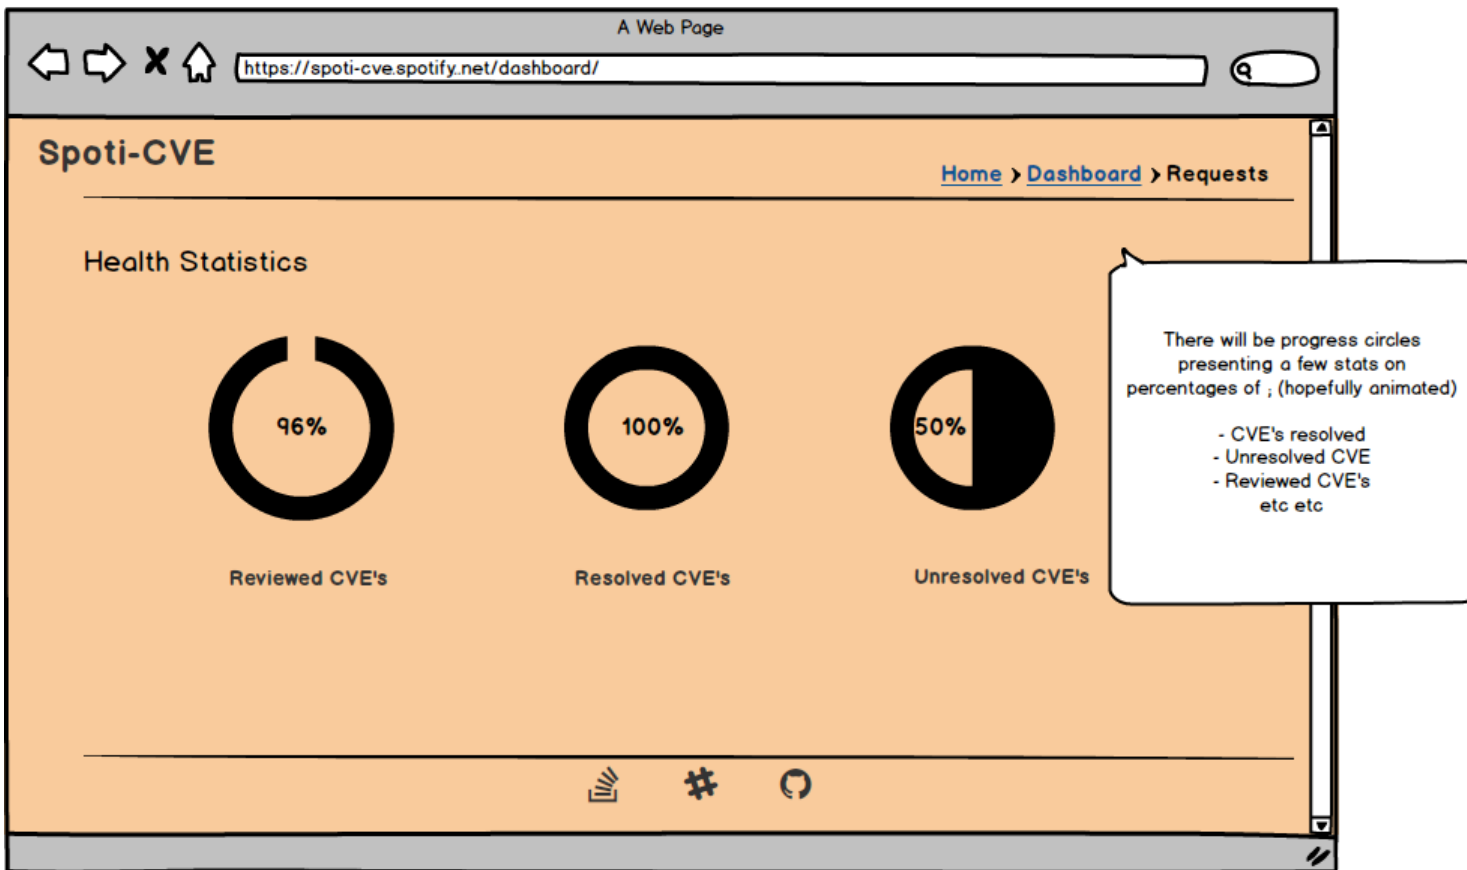 A Web Page
https://spoti-cve.spotify..net/dashboard/
Spoti-CVE
Home > Dashboard > Requests
Health Statistics
96%
100%
50%
Reviewed CVE's
Resolved CVE's
Unresolved CVE's
There will be progress circles
presenting a few stats on
percentages of ; (hopefully animated)
- CVE's resolved
- Unresolved CVE
- Reviewed CVE's
etc etc